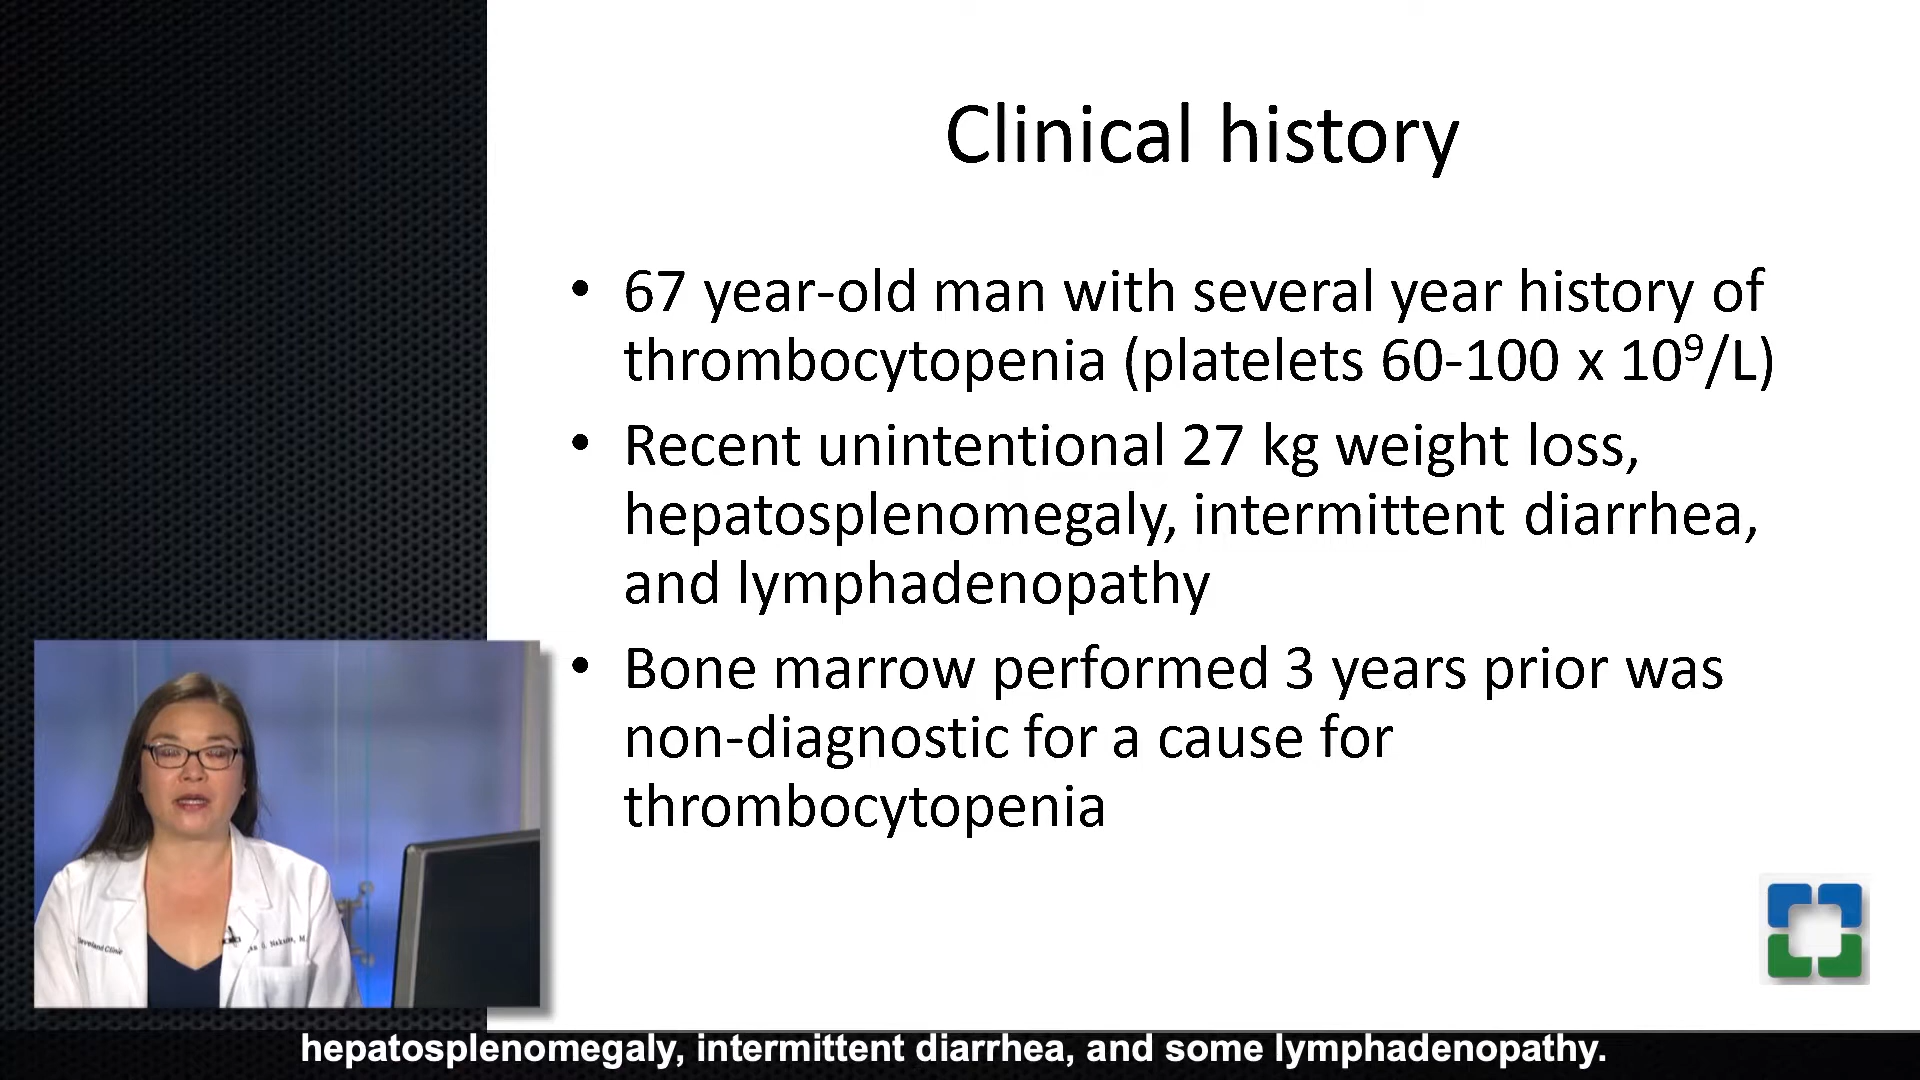 Clinical history
• 67 year-old man with several year history of
thrombocytopenia (platelets 60-100 x 10⁹/L)
• Recent unintentional 27 kg weight loss,
hepatosplenomegaly, intermittent diarrhea,
and lymphadenopathy
• Bone marrow performed 3 years prior was
non-diagnostic for a cause for
thrombocytopenia
Cleveland Clinic
hepatosplenomegaly, intermittent diarrhea, and some lymphadenopathy.